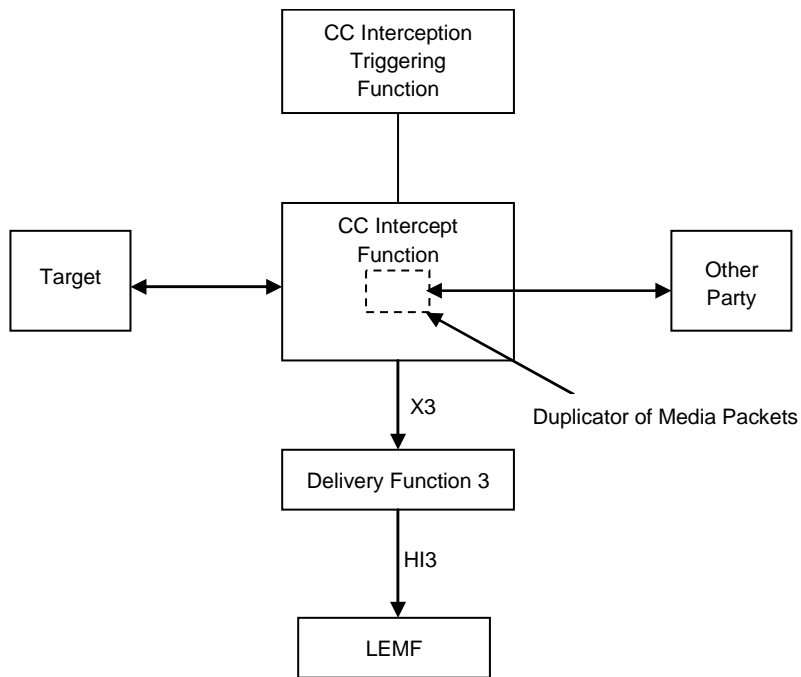 CC Interception
Triggering
Function
CC Intercept
Function
Target
Other
Party
X3
Duplicator of Media Packets
Delivery Function 3
HI3
LEMF